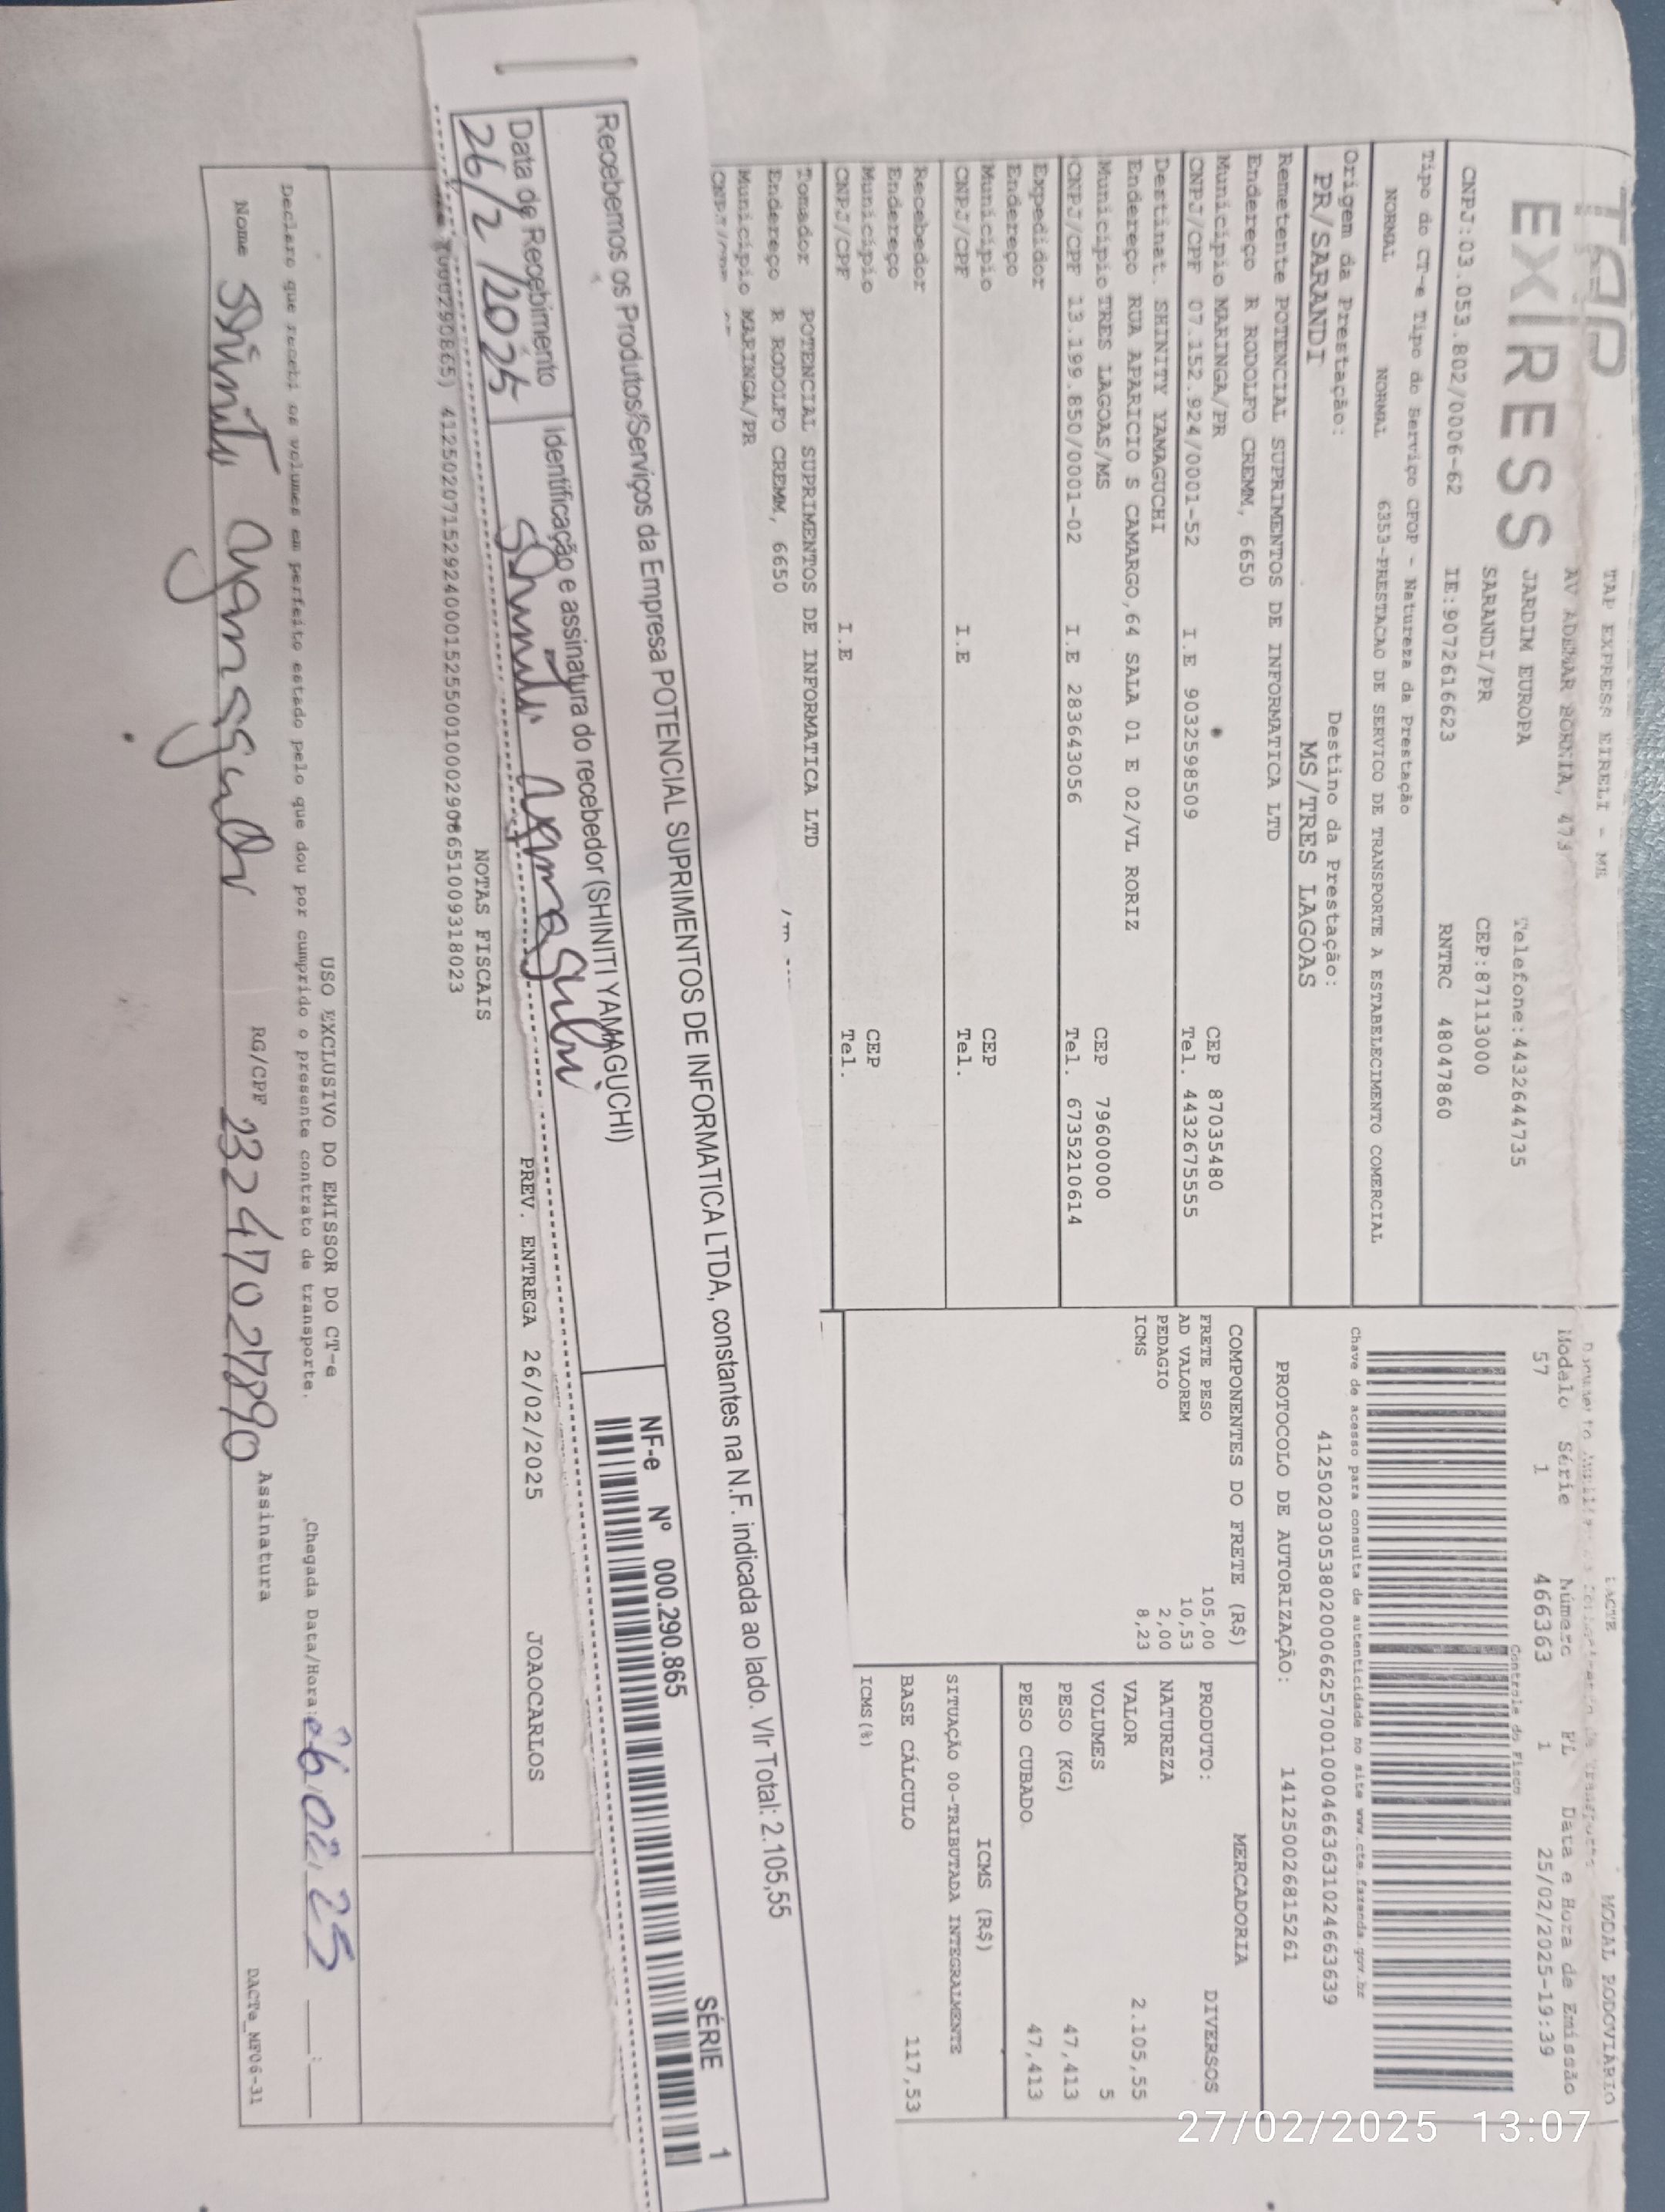 TAP
EXPRESS
TAP EXPRESS EIRELI - ME
AV ADEMAR BORNIA, 473
JARDIM EUROPA
Telefone:4432644735
SARANDI/PR
CEP:87113000
CNPJ:03.053.802/0006-62
IE:9072616623
RNTRC 48047860
DACTE
MODAL RODOVIÁRIO
Modelo Série Número FL Data e Hora de Emissão
57 1 466363 1 25/02/2025-19:39
Controle do Fisco
Chave de acesso para consulta de autenticidade no site www.cte.fazenda.gov.br
41250203053802000662570010004663631024663639
PROTOCOLO DE AUTORIZAÇÃO: 141250026815261
Tipo do CT-e Tipo do Serviço CFOP - Natureza da Prestação
NORMAL NORMAL 6353-PRESTACAO DE SERVICO DE TRANSPORTE A ESTABELECIMENTO COMERCIAL
Origem da Prestação: Destino da Prestação:
PR/SARANDI MS/TRES LAGOAS
Remetente POTENCIAL SUPRIMENTOS DE INFORMATICA LTD
Endereço R RODOLFO CREMM, 6650
Município MARINGA/PR CEP 87035480
CNPJ/CPF 07.152.924/0001-52 I.E 9032598509 Tel. 4432675555
Destinat. SHINITY YAMAGUCHI
Endereço RUA APARICIO S CAMARGO,64 SALA 01 E 02/VL RORIZ
Município TRES LAGOAS/MS CEP 79600000
CNPJ/CPF 13.199.850/0001-02 I.E 283643056 Tel. 6735210614
Expedidor
Endereço
Município CEP
CNPJ/CPF I.E Tel.
Recebedor
Endereço
Município CEP
CNPJ/CPF I.E Tel.
Tomador POTENCIAL SUPRIMENTOS DE INFORMATICA LTD
Endereço R RODOLFO CREMM, 6650
Município MARINGA/PR
CNPJ/CPF
COMPONENTES DO FRETE (R$)
FRETE PESO 105,00
AD VALOREM 10,53
PEDAGIO 2,00
ICMS 8,23
MERCADORIA
PRODUTO: DIVERSOS
NATUREZA
VALOR 2.105,55
VOLUMES 5
PESO (KG) 47,413
PESO CUBADO 47,413
ICMS (R$)
SITUAÇÃO 00-TRIBUTADA INTEGRALMENTE
BASE CÁLCULO 117,53
ICMS(%)
Recebemos os Produtos/Serviços da Empresa POTENCIAL SUPRIMENTOS DE INFORMATICA LTDA, constantes na N.F. indicada ao lado. Vlr Total: 2.105,55
Data de Recebimento
26/2/2025
Identificação e assinatura do recebedor (SHINITI YAMAGUCHI)
Shiniti Yamaguchi
NF-e Nº 000.290.865
SÉRIE 1
PREV. ENTREGA 26/02/2025 JOAOCARLOS
NOTAS FISCAIS
41250207152924000152550010002908651009318023
USO EXCLUSIVO DO EMISSOR DO CT-e
Declaro que recebi os volumes em perfeito estado pelo que dou por cumprido o presente contrato de transporte.
Chegada Data/Hora: 26/02/25 __:__
Nome Shiniti Yamaguchi RG/CPF 23247027890 Assinatura
DACTe_MF06-31
27/02/2025 13:07